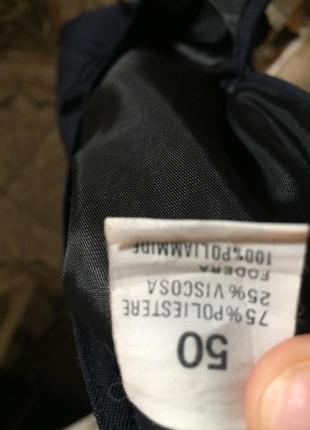 50
75%POLIESTERE
25%VISCOSA
FODERA
100%POLIAMMIDE